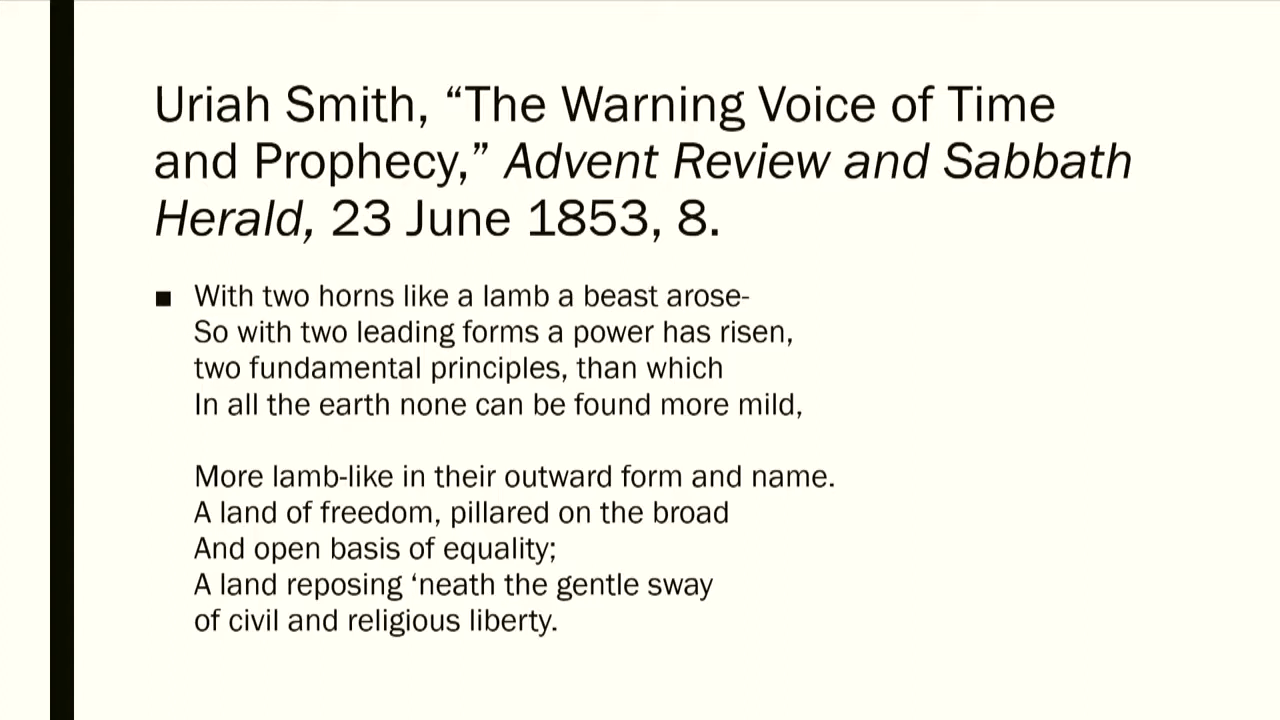 Uriah Smith, “The Warning Voice of Time
and Prophecy,” Advent Review and Sabbath
Herald, 23 June 1853, 8.
■ With two horns like a lamb a beast arose-
So with two leading forms a power has risen,
two fundamental principles, than which
In all the earth none can be found more mild,
More lamb-like in their outward form and name.
A land of freedom, pillared on the broad
And open basis of equality;
A land reposing ‘neath the gentle sway
of civil and religious liberty.